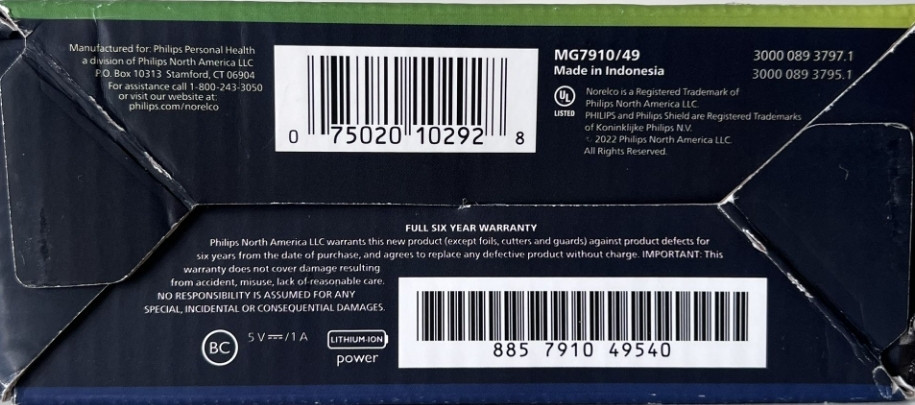 Manufactured for: Philips Personal Health
a division of Philips North America LLC
P.O. Box 10313 Stamford, CT 06904
For assistance call 1-800-243-3050
or visit our website at:
philips.com/norelco
0 75020 10292 8
MG7910/49
Made in Indonesia
3000 089 3797.1
3000 089 3795.1
UL
LISTED
Norelco is a Registered Trademark of
Philips North America LLC.
PHILIPS and Philips Shield are Registered Trademarks
of Koninklijke Philips N.V.
© 2022 Philips North America LLC.
All Rights Reserved.
FULL SIX YEAR WARRANTY
Philips North America LLC warrants this new product (except foils, cutters and guards) against product defects for
six years from the date of purchase, and agrees to replace any defective product without charge. IMPORTANT: This
warranty does not cover damage resulting
from accident, misuse, lack of reasonable care.
NO RESPONSIBILITY IS ASSUMED FOR ANY
SPECIAL, INCIDENTAL OR CONSEQUENTIAL DAMAGES.
BC
5 V⎓/1 A
LITHIUM-ION
power
885 7910 49540